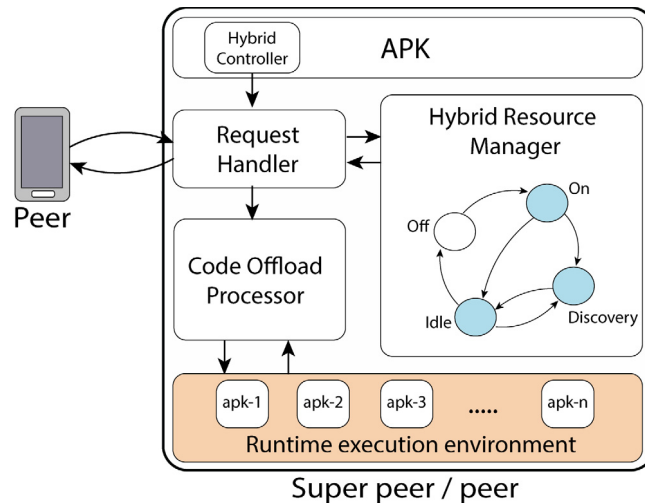 Hybrid
Controller
APK
Request
Handler
Hybrid Resource
Manager
On
Off
Idle
Discovery
Peer
Code Offload
Processor
apk-1
apk-2
apk-3
.....
apk-n
Runtime execution environment
Super peer / peer